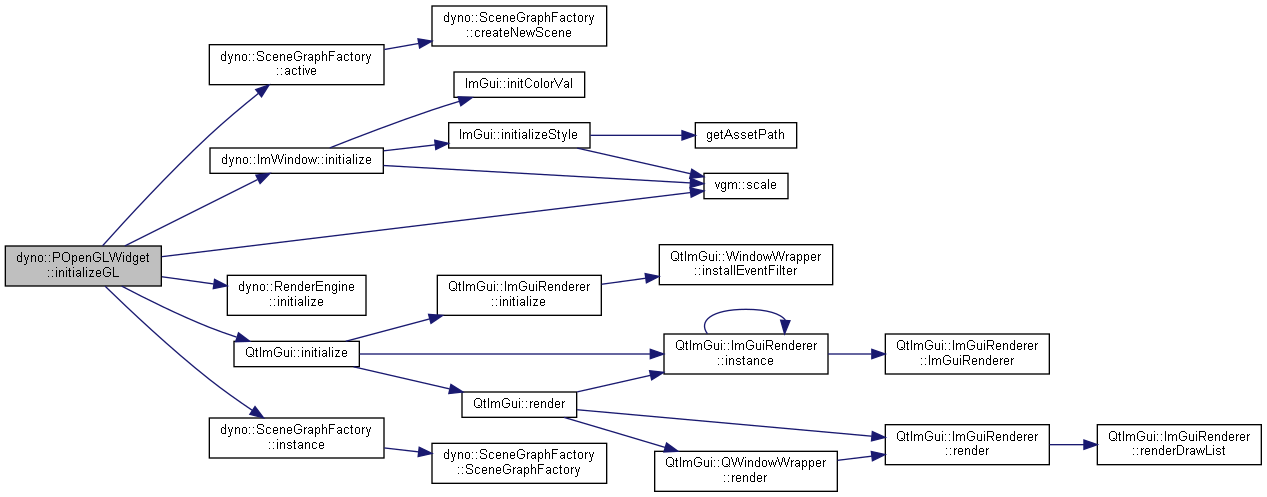 dyno::SceneGraphFactory
::createNewScene
dyno::SceneGraphFactory
::active
ImGui::initColorVal
ImGui::initializeStyle
getAssetPath
dyno::ImWindow::initialize
vgm::scale
dyno::POpenGLWidget
::initializeGL
QtImGui::WindowWrapper
::installEventFilter
dyno::RenderEngine
::initialize
QtImGui::ImGuiRenderer
::initialize
QtImGui::initialize
QtImGui::ImGuiRenderer
::instance
QtImGui::ImGuiRenderer
::ImGuiRenderer
QtImGui::render
dyno::SceneGraphFactory
::instance
dyno::SceneGraphFactory
::SceneGraphFactory
QtImGui::QWindowWrapper
::render
QtImGui::ImGuiRenderer
::render
QtImGui::ImGuiRenderer
::renderDrawList